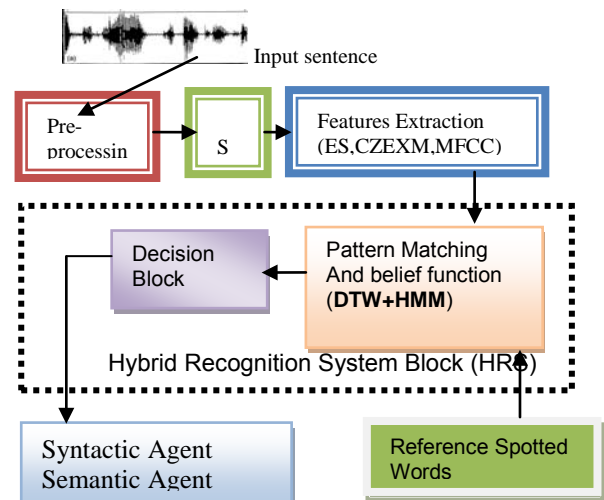 Input sentence
Pre-
processin
S
Features Extraction
(ES,CZEXM,MFCC)
Decision
Block
Pattern Matching
And belief function
(DTW+HMM)
Hybrid Recognition System Block (HRS)
Syntactic Agent
Semantic Agent
Reference Spotted
Words